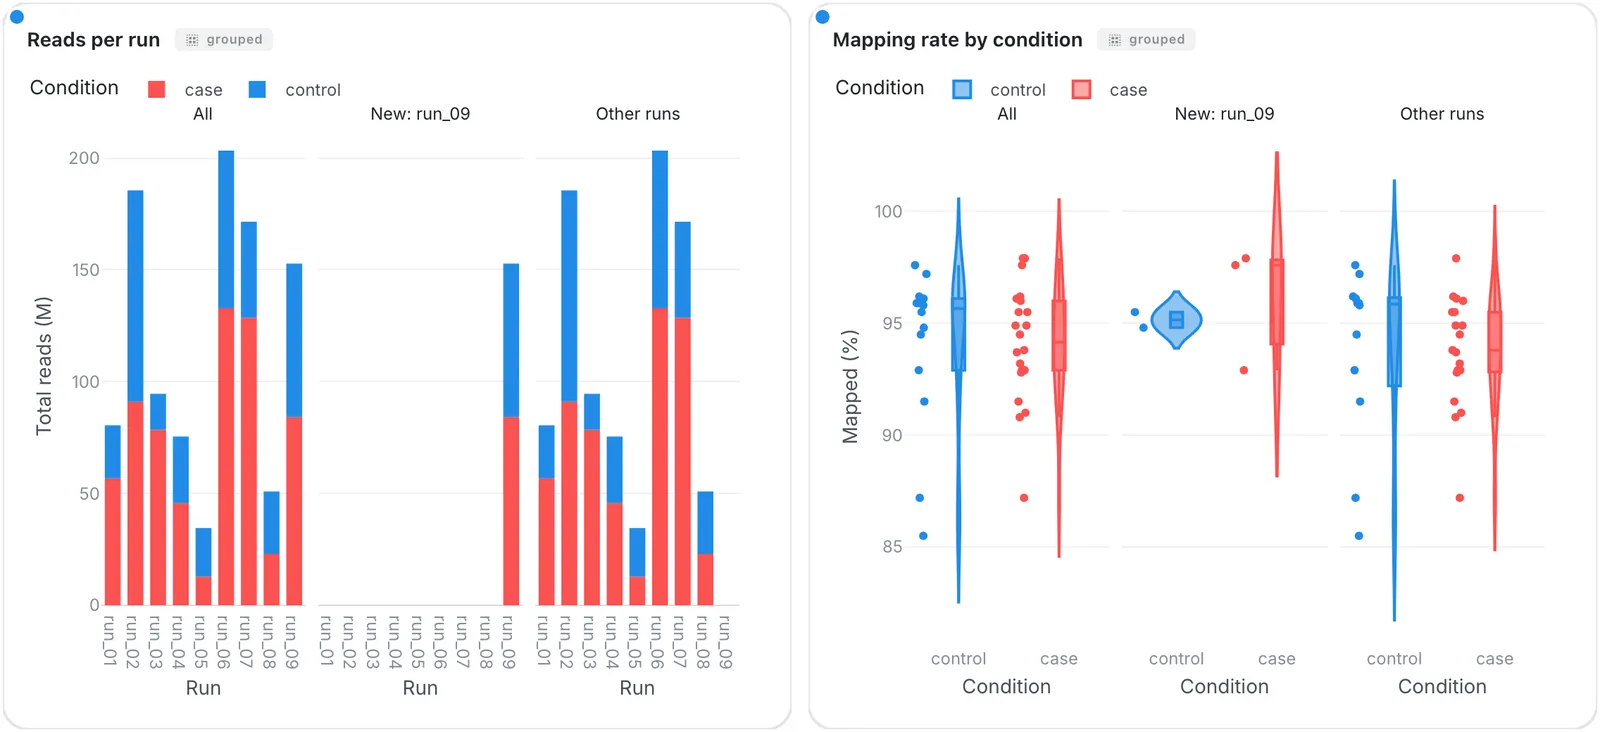 Reads per run grouped
Condition case control
All New: run_09 Other runs
200
150
100
50
0
Total reads (M)
run_01 run_02 run_03 run_04 run_05 run_06 run_07 run_08 run_09
run_01 run_02 run_03 run_04 run_05 run_06 run_07 run_08 run_09
run_01 run_02 run_03 run_04 run_05 run_06 run_07 run_08 run_09
Run Run Run
Mapping rate by condition grouped
Condition control case
All New: run_09 Other runs
100
95
90
85
Mapped (%)
control case control case control case
Condition Condition Condition